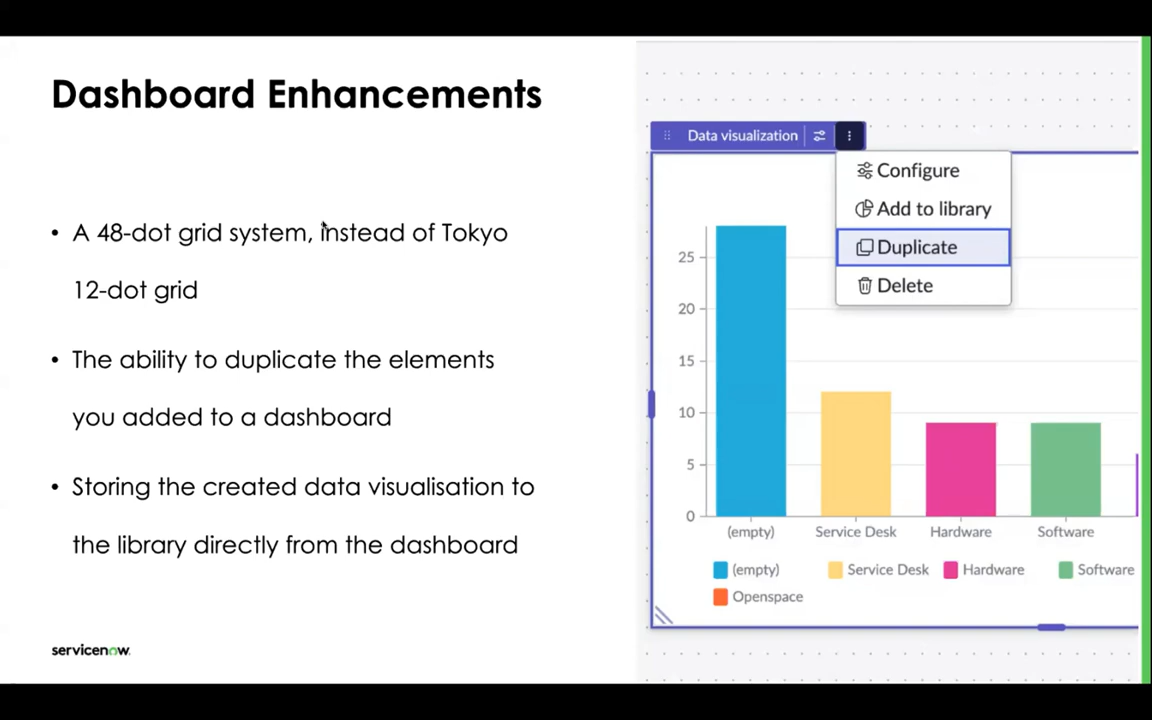 Dashboard Enhancements
• A 48-dot grid system, instead of Tokyo
12-dot grid
• The ability to duplicate the elements
you added to a dashboard
• Storing the created data visualisation to
the library directly from the dashboard
servicenow.
Data visualization
Configure
Add to library
Duplicate
Delete
25
20
15
10
5
0
(empty) Service Desk Hardware Software
(empty) Service Desk Hardware Software
Openspace